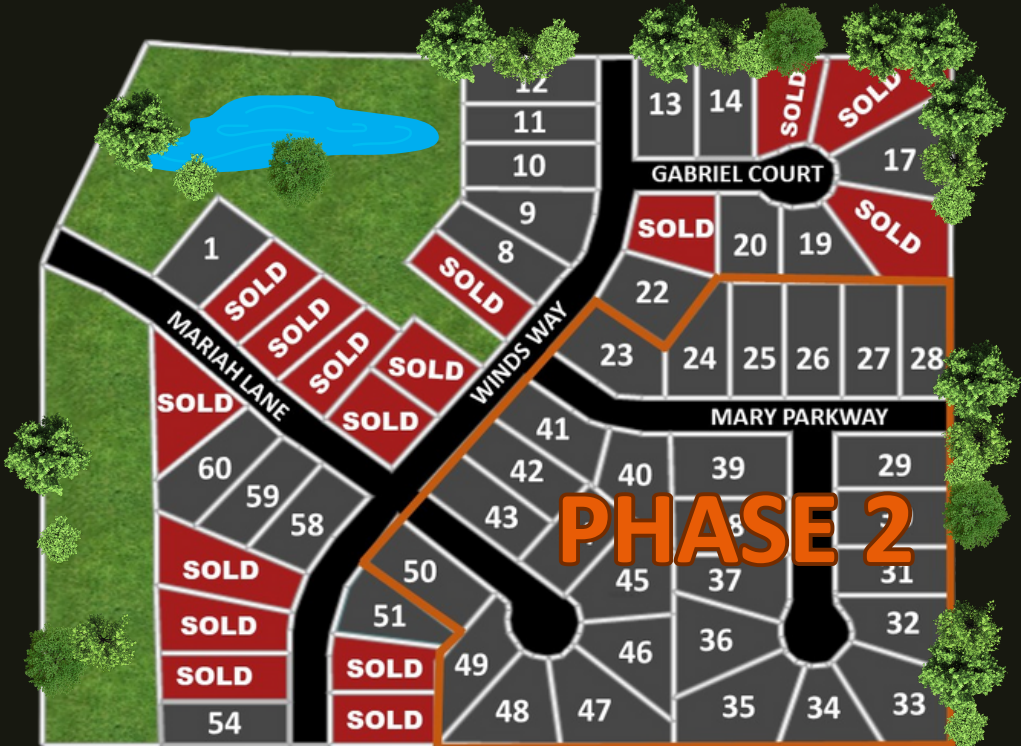 12
11
10
9
8
SOLD
13
14
SOLD
SOLD
17
GABRIEL COURT
SOLD
20
19
SOLD
1
SOLD
SOLD
SOLD
SOLD
SOLD
MARIAH LANE
WINDS WAY
22
23
24
25
26
27
28
MARY PARKWAY
SOLD
60
59
58
SOLD
SOLD
SOLD
54
41
42
43
40
39
29
PHASE 2
45
37
31
50
51
49
46
36
32
SOLD
SOLD
48
47
35
34
33